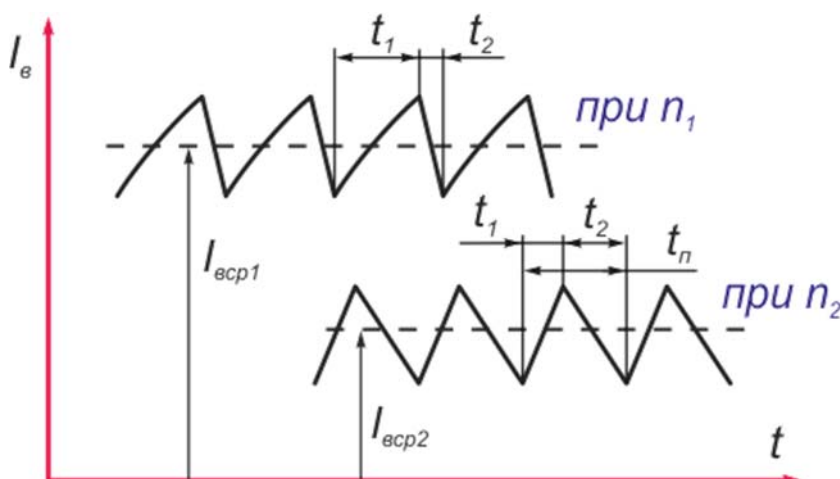 Iв
t1 t2
при n1
Iвср1
t1 t2 tп
при n2
Iвср2
t